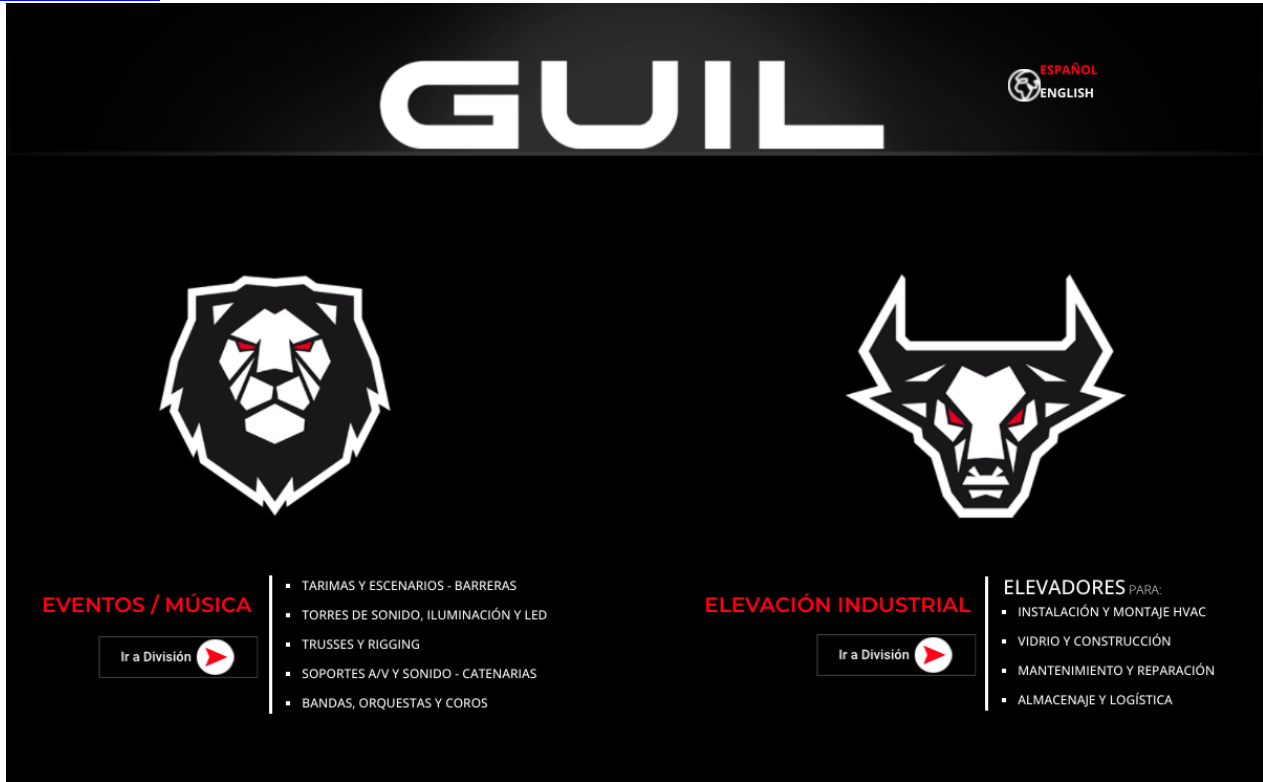 GUIL
ESPAÑOL
ENGLISH
EVENTOS / MÚSICA
Ir a División
TARIMAS Y ESCENARIOS - BARRERAS
TORRES DE SONIDO, ILUMINACIÓN Y LED
TRUSSES Y RIGGING
SOPORTES A/V Y SONIDO - CATENARIAS
BANDAS, ORQUESTAS Y COROS
ELEVACIÓN INDUSTRIAL
Ir a División
ELEVADORES PARA:
INSTALACIÓN Y MONTAJE HVAC
VIDRIO Y CONSTRUCCIÓN
MANTENIMIENTO Y REPARACIÓN
ALMACENAJE Y LOGÍSTICA